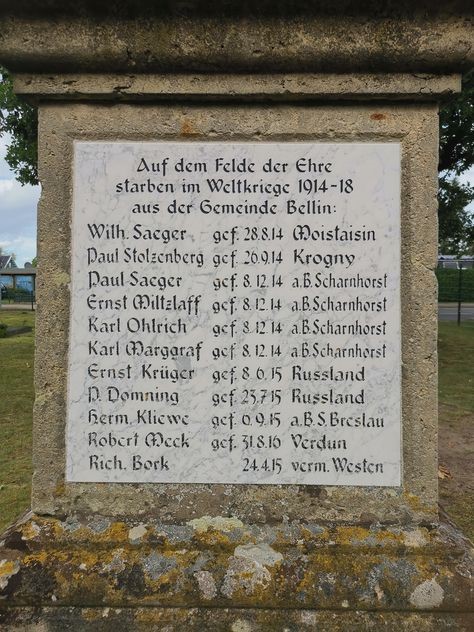 Auf dem Felde der Ehre
starben im Weltkriege 1914-18
aus der Gemeinde Bellin:
Wilh. Saeger gef. 28.8.14 Moistaisin
Paul Stolzenberg gef. 26.9.14 Krogny
Paul Saeger gef. 8.12.14 a.B.Scharnhorst
Ernst Miltzlaff gef. 8.12.14 a.B.Scharnhorst
Karl Ohlrich gef. 8.12.14 a.B.Scharnhorst
Karl Marggraf gef. 8.12.14 a.B.Scharnhorst
Ernst Krüger gef. 8.6.15 Russland
P. Domning gef. 23.7.15 Russland
Herm. Kliewe gef. 6.9.15 a.B.S.Breslau
Robert Meck gef. 31.8.16 Verdun
Rich. Bork 24.4.15 verm. Westen